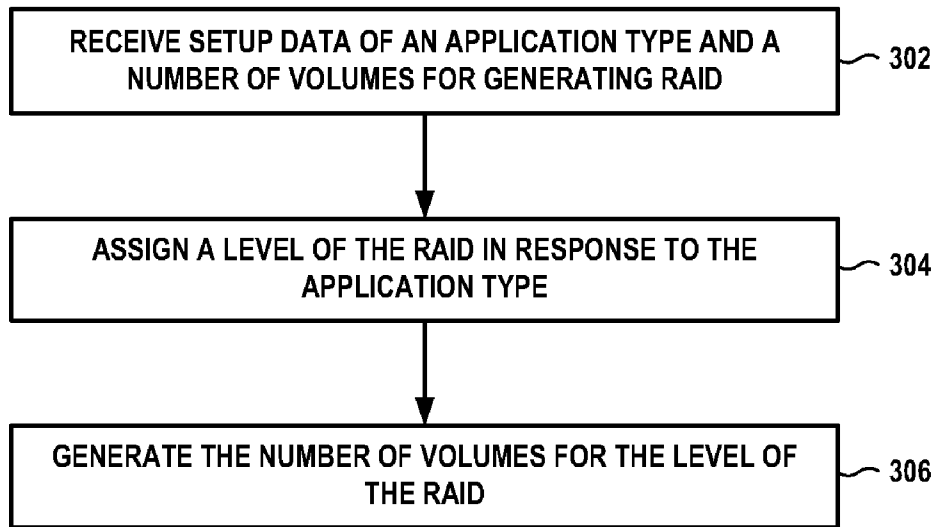 RECEIVE SETUP DATA OF AN APPLICATION TYPE AND A
NUMBER OF VOLUMES FOR GENERATING RAID
302
ASSIGN A LEVEL OF THE RAID IN RESPONSE TO THE
APPLICATION TYPE
304
GENERATE THE NUMBER OF VOLUMES FOR THE LEVEL OF
THE RAID
306